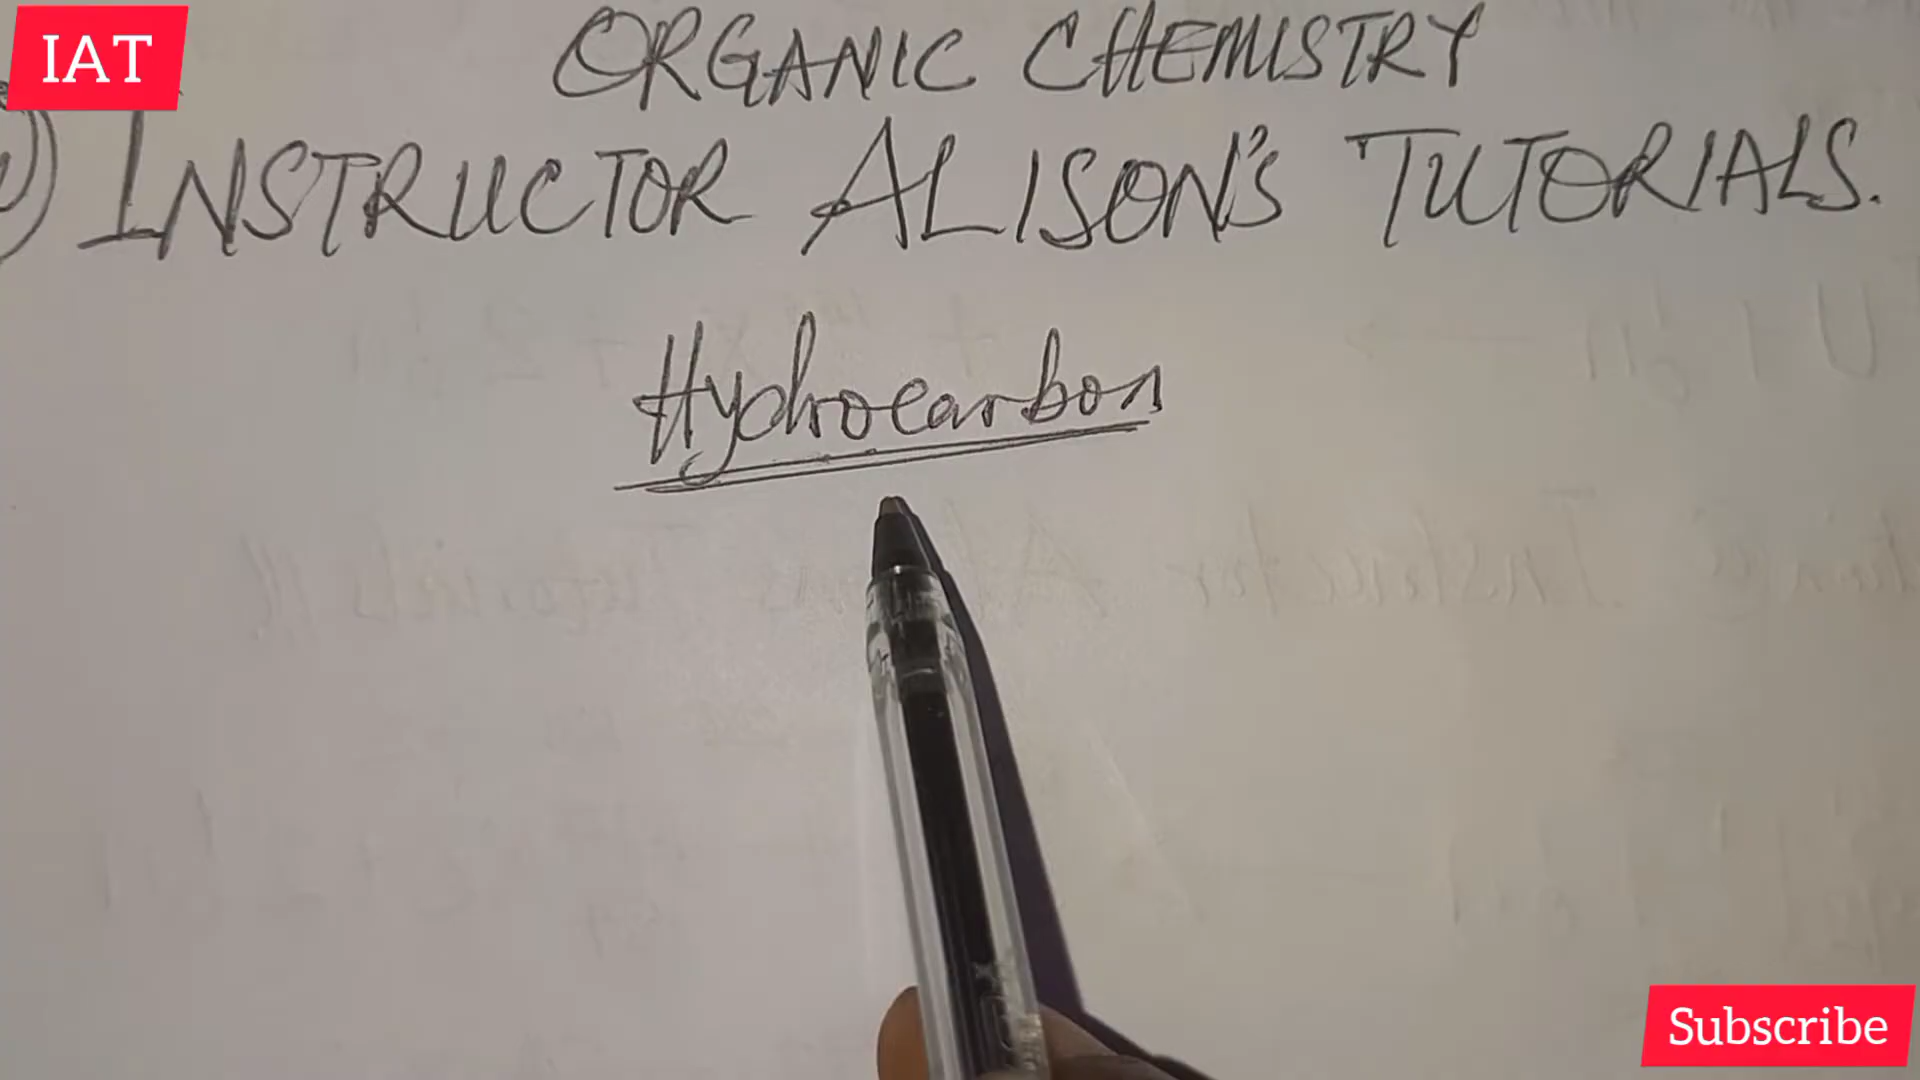 IAT
ORGANIC CHEMISTRY
INSTRUCTOR ALISON'S TUTORIALS.
Hydrocarbon
Subscribe